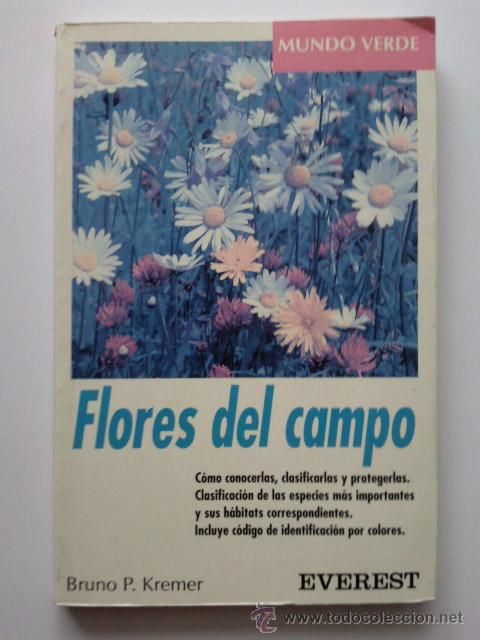 MUNDO VERDE
Flores del campo
Cómo conocerlas, clasificarlas y protegerlas.
Clasificación de las especies más importantes
y sus hábitats correspondientes.
Incluye código de identificación por colores.
Bruno P. Kremer
EVEREST
www.todocoleccion.net